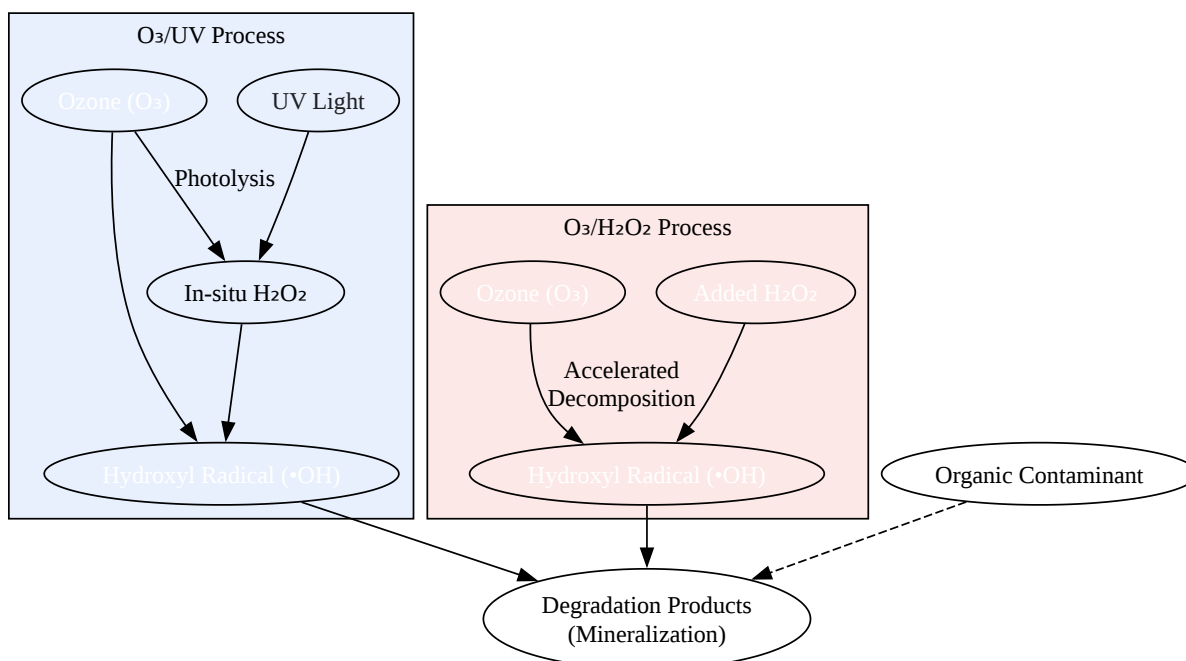 O₃/UV Process
Ozone (O₃)
UV Light
Photolysis
In-situ H₂O₂
Hydroxyl Radical (•OH)
O₃/H₂O₂ Process
Ozone (O₃)
Added H₂O₂
Accelerated
Decomposition
Hydroxyl Radical (•OH)
Organic Contaminant
Degradation Products
(Mineralization)